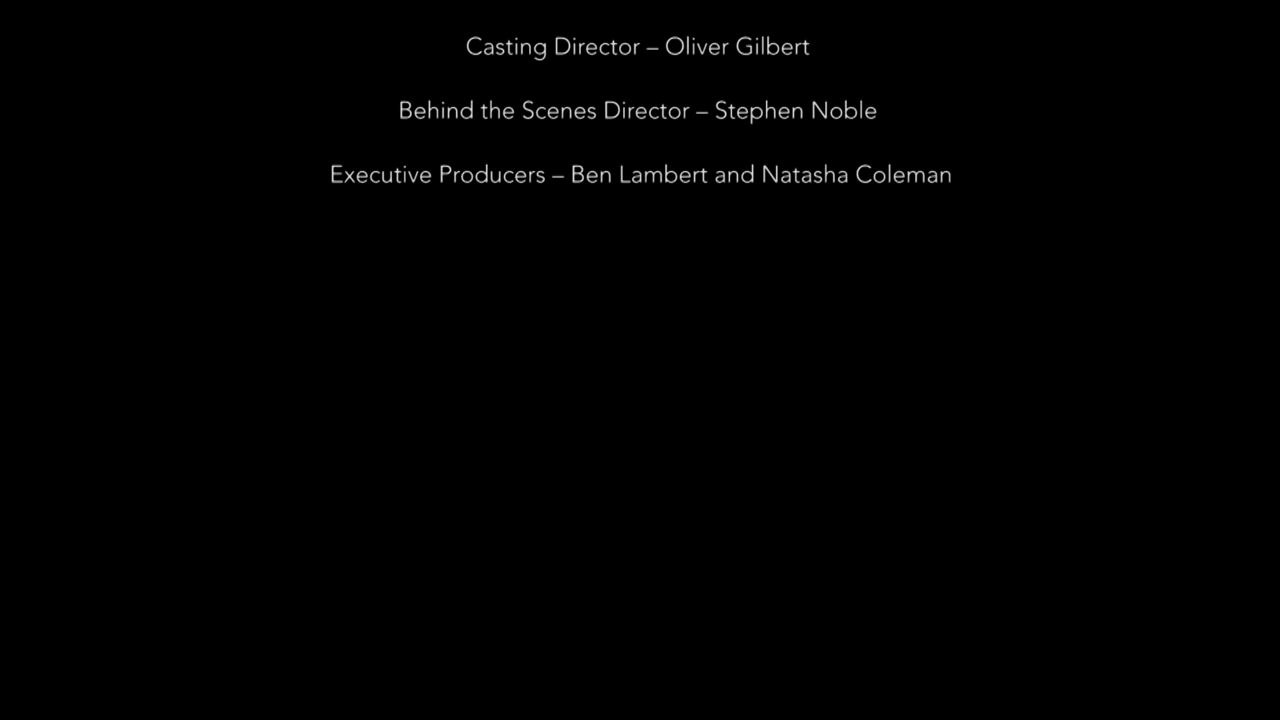 Casting Director – Oliver Gilbert
Behind the Scenes Director – Stephen Noble
Executive Producers – Ben Lambert and Natasha Coleman